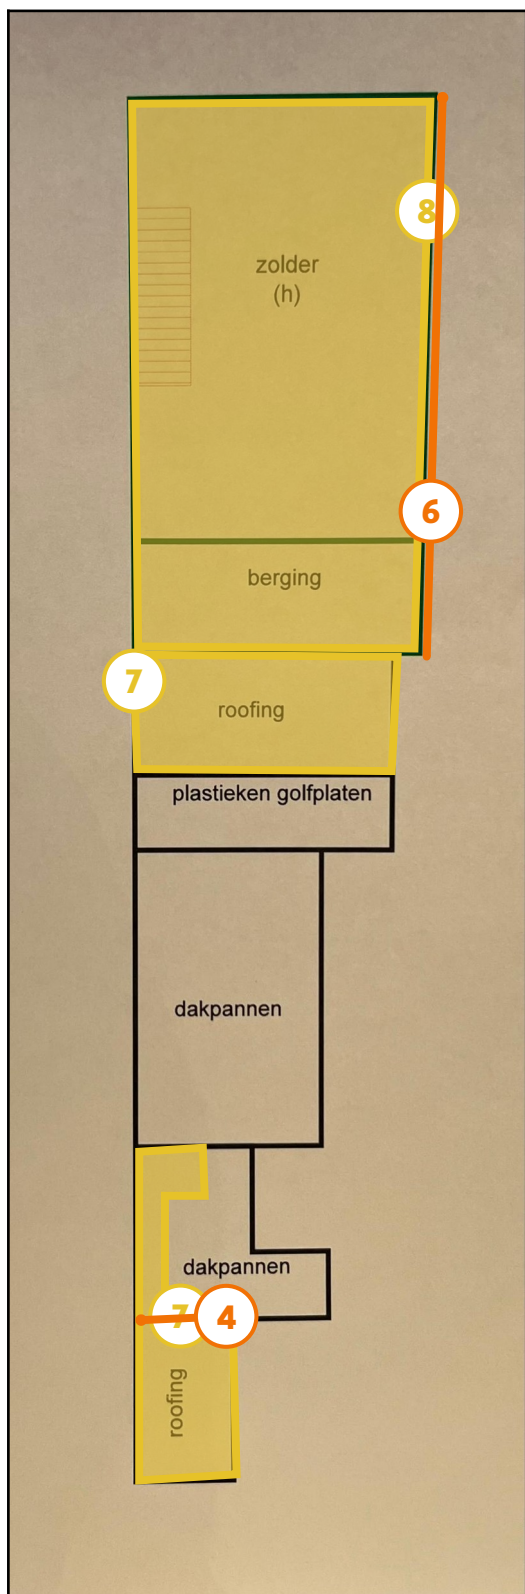 8
zolder
(h)
6
berging
7
roofing
plastieken golfplaten
dakpannen
dakpannen
7
4
roofing